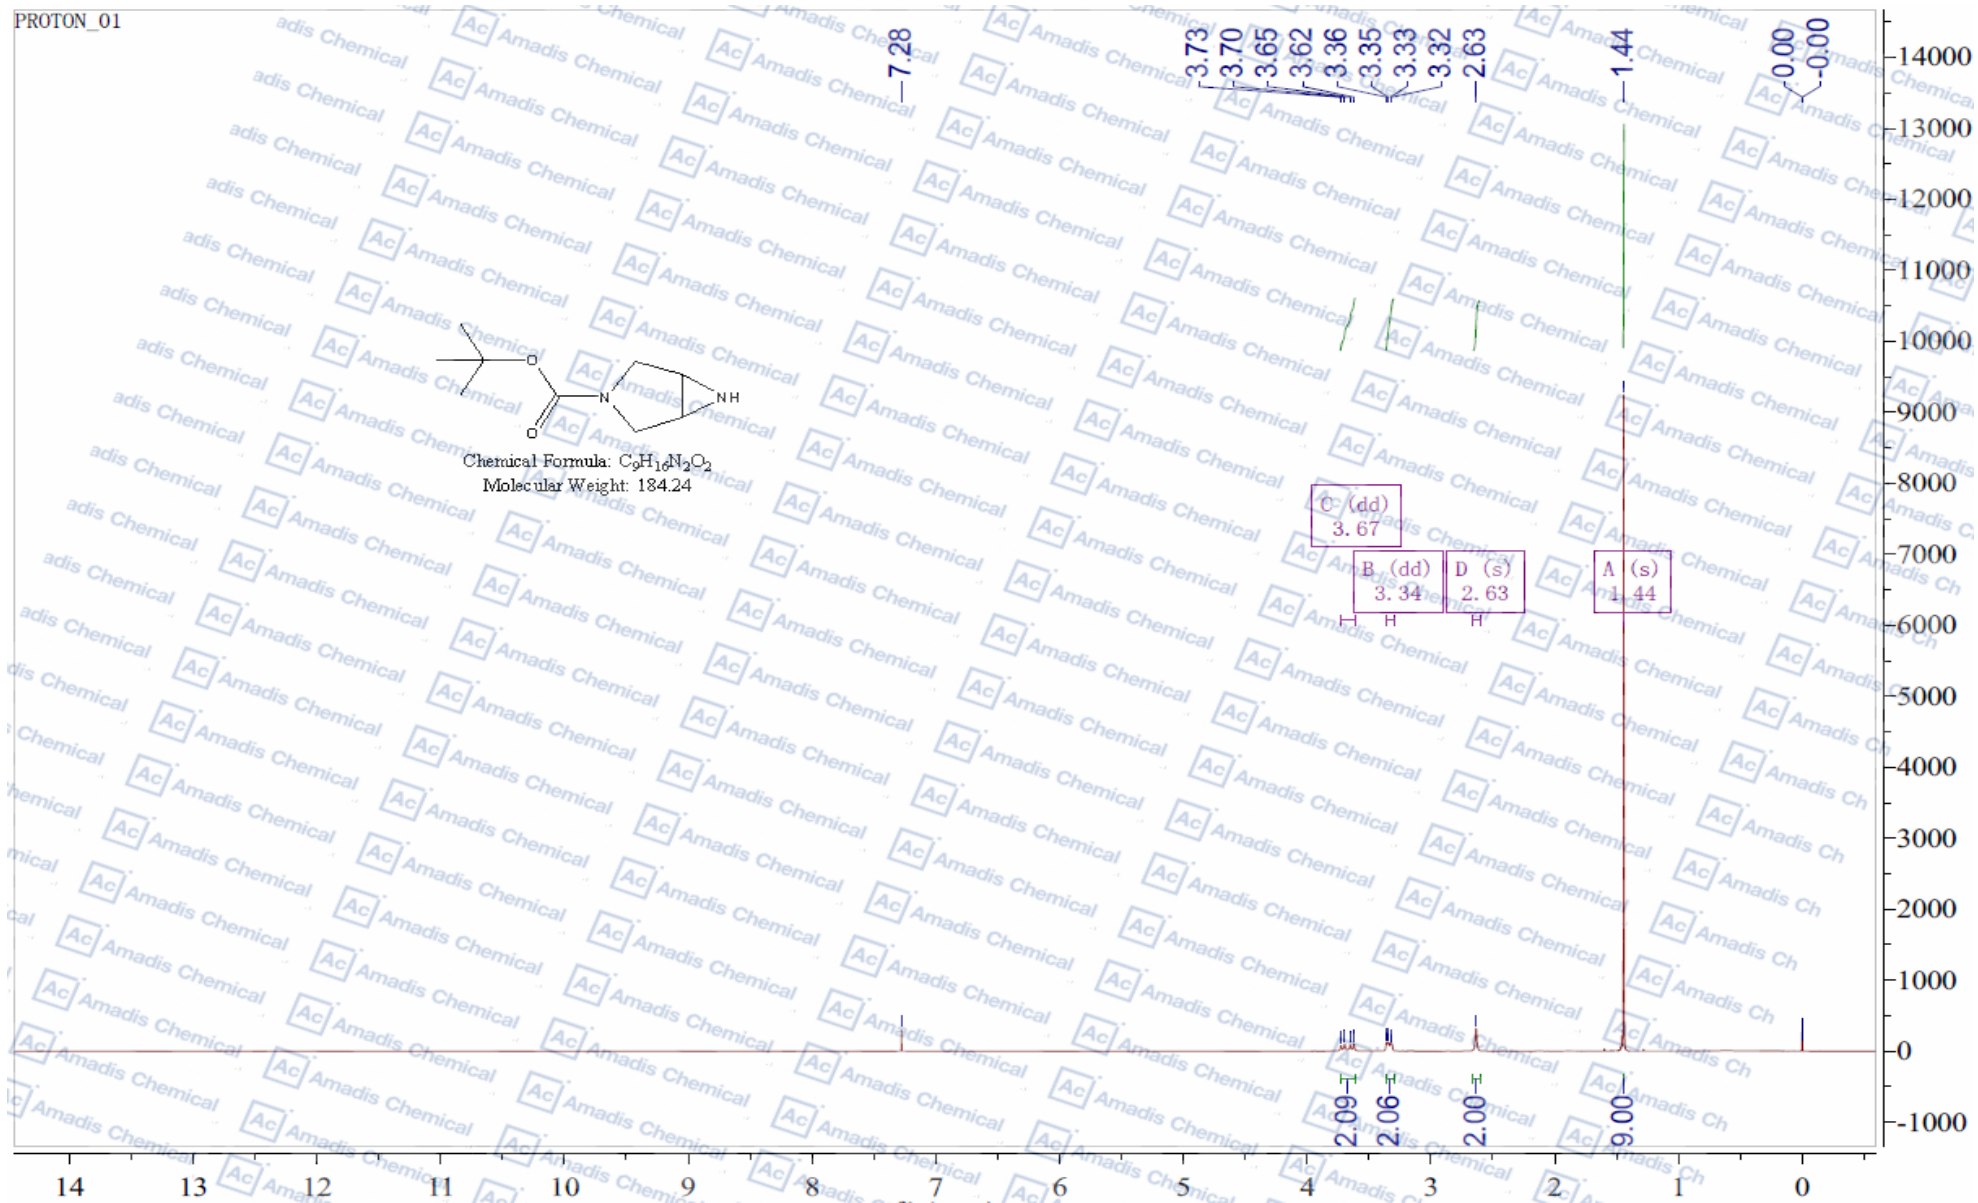 PROTON_01
7.28
3.73
3.70
3.65
3.62
3.36
3.35
3.33
3.32
2.63
1.44
0.00
-0.00
14000
13000
12000
11000
10000
9000
8000
7000
6000
5000
4000
3000
2000
1000
0
-1000
O
O
N
NH
Chemical Formula: C₉H₁₆N₂O₂
Molecular Weight: 184.24
C (dd)
3.67
B (dd)
3.34
D (s)
2.63
A (s)
1.44
2.09
2.06
2.00
9.00
14 13 12 11 10 9 8 7 6 5 4 3 2 1 0
Ac Amadis Chemical